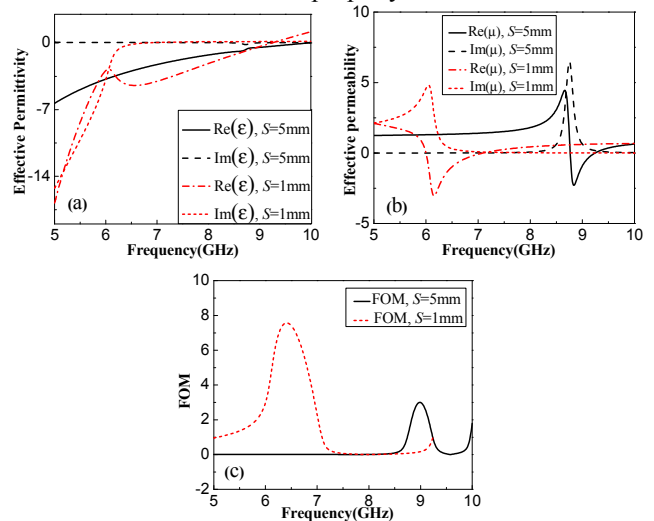 0
-7
-14
Effective Permittivity
Re(ε), S=5mm
Im(ε), S=5mm
Re(ε), S=1mm
Im(ε), S=1mm
(a)
5 6 7 8 9 10
Frequency(GHz)
10
5
0
-5
Effective permeability
Re(μ), S=5mm
Im(μ), S=5mm
Re(μ), S=1mm
Im(μ), S=1mm
(b)
5 6 7 8 9 10
Frequency(GHz)
10
8
6
4
2
0
-2
FOM
FOM, S=5mm
FOM, S=1mm
(c)
5 6 7 8 9 10
Frequency(GHz)